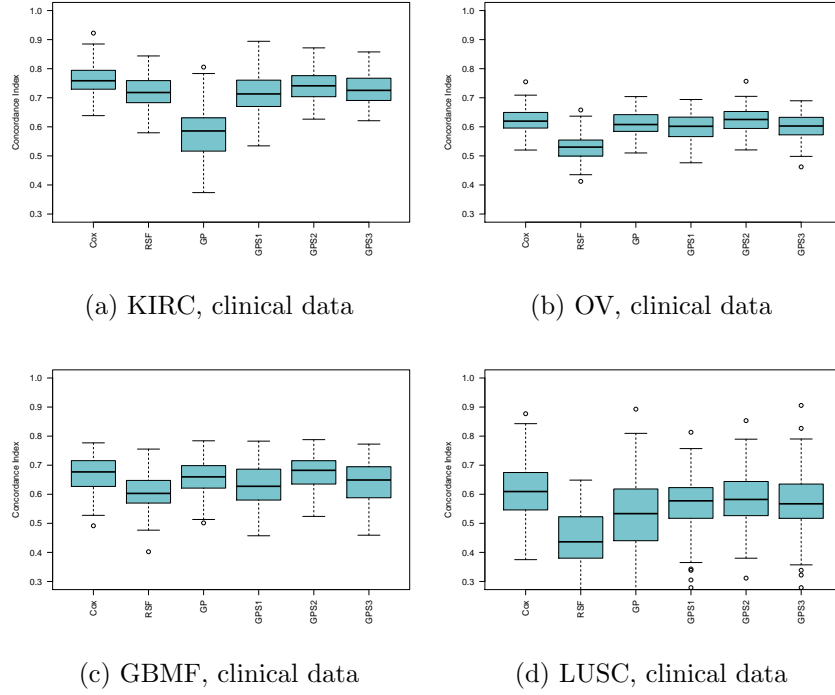 1.0
0.9
0.8
0.7
0.6
0.5
0.4
0.3
Concordance Index
Cox
RSF
GP
GPS1
GPS2
GPS3
(a) KIRC, clinical data
1.0
0.9
0.8
0.7
0.6
0.5
0.4
0.3
Concordance Index
Cox
RSF
GP
GPS1
GPS2
GPS3
(b) OV, clinical data
1.0
0.9
0.8
0.7
0.6
0.5
0.4
0.3
Concordance Index
Cox
RSF
GP
GPS1
GPS2
GPS3
(c) GBMF, clinical data
1.0
0.9
0.8
0.7
0.6
0.5
0.4
0.3
Concordance Index
Cox
RSF
GP
GPS1
GPS2
GPS3
(d) LUSC, clinical data